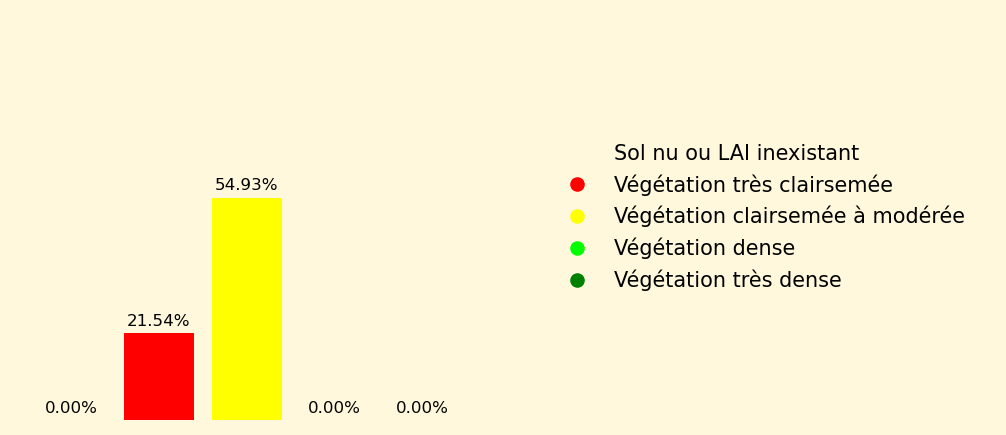 54.93%
21.54%
0.00%
0.00%
0.00%
Sol nu ou LAI inexistant
Végétation très clairsemée
Végétation clairsemée à modérée
Végétation dense
Végétation très dense